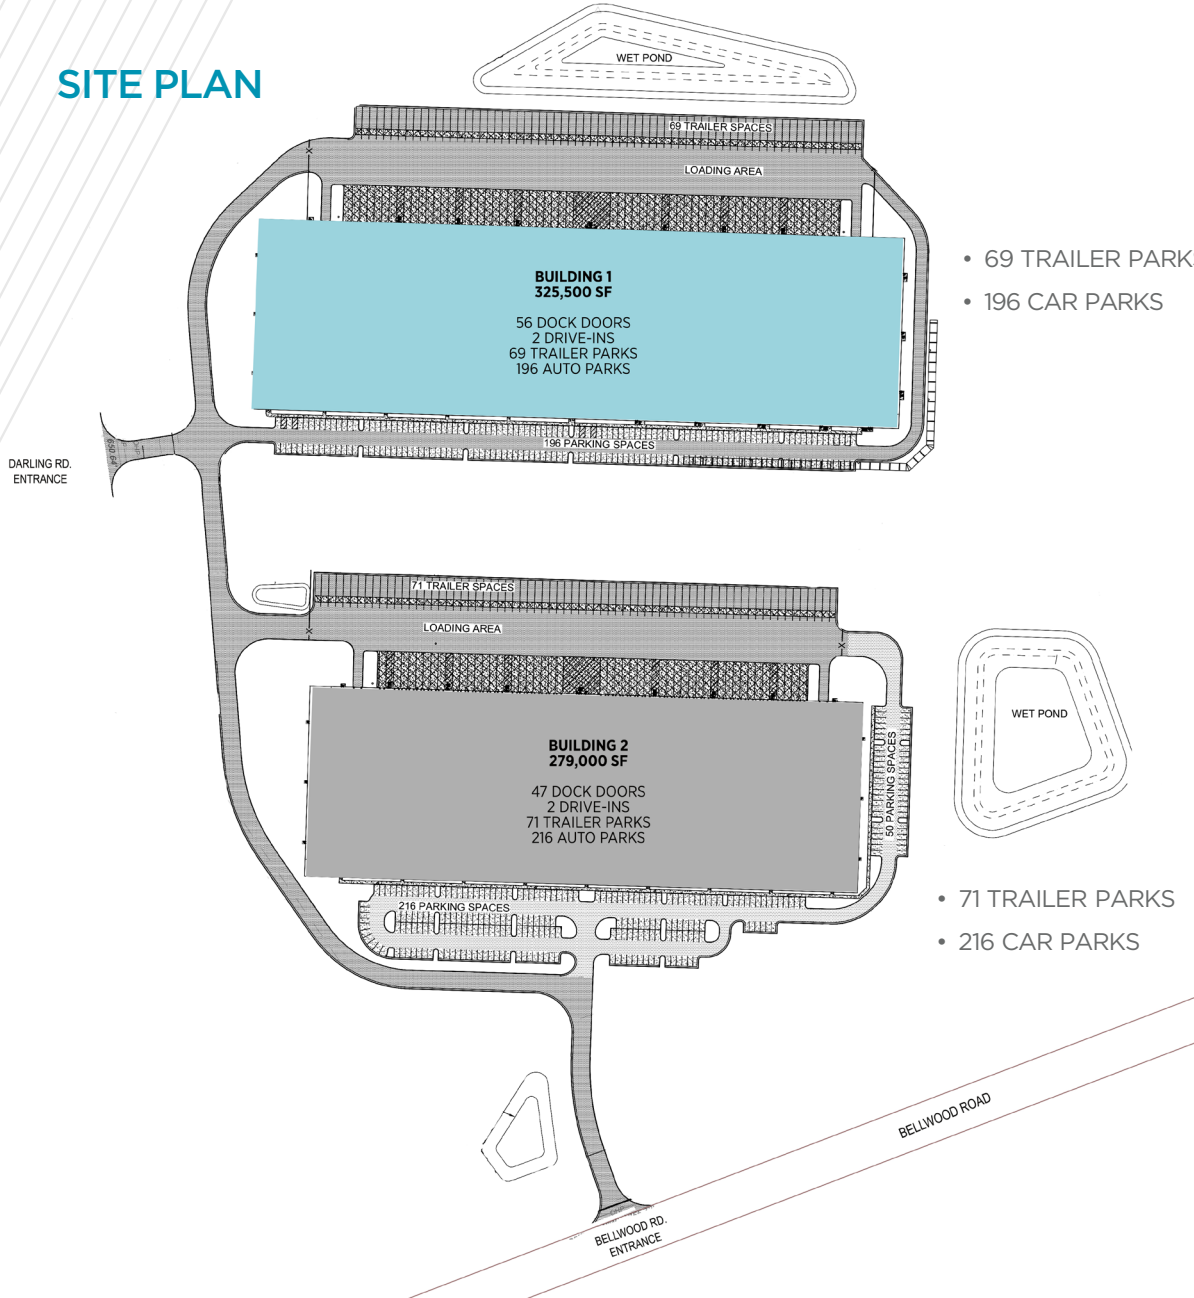 SITE PLAN
WET POND
69 TRAILER SPACES
LOADING AREA
BUILDING 1
325,500 SF
56 DOCK DOORS
2 DRIVE-INS
69 TRAILER PARKS
196 AUTO PARKS
• 69 TRAILER PARK
• 196 CAR PARKS
196 PARKING SPACES
DARLING RD.
ENTRANCE
71 TRAILER SPACES
LOADING AREA
BUILDING 2
279,000 SF
47 DOCK DOORS
2 DRIVE-INS
71 TRAILER PARKS
216 AUTO PARKS
50 PARKING SPACES
WET POND
216 PARKING SPACES
• 71 TRAILER PARKS
• 216 CAR PARKS
BELLWOOD ROAD
BELLWOOD RD.
ENTRANCE